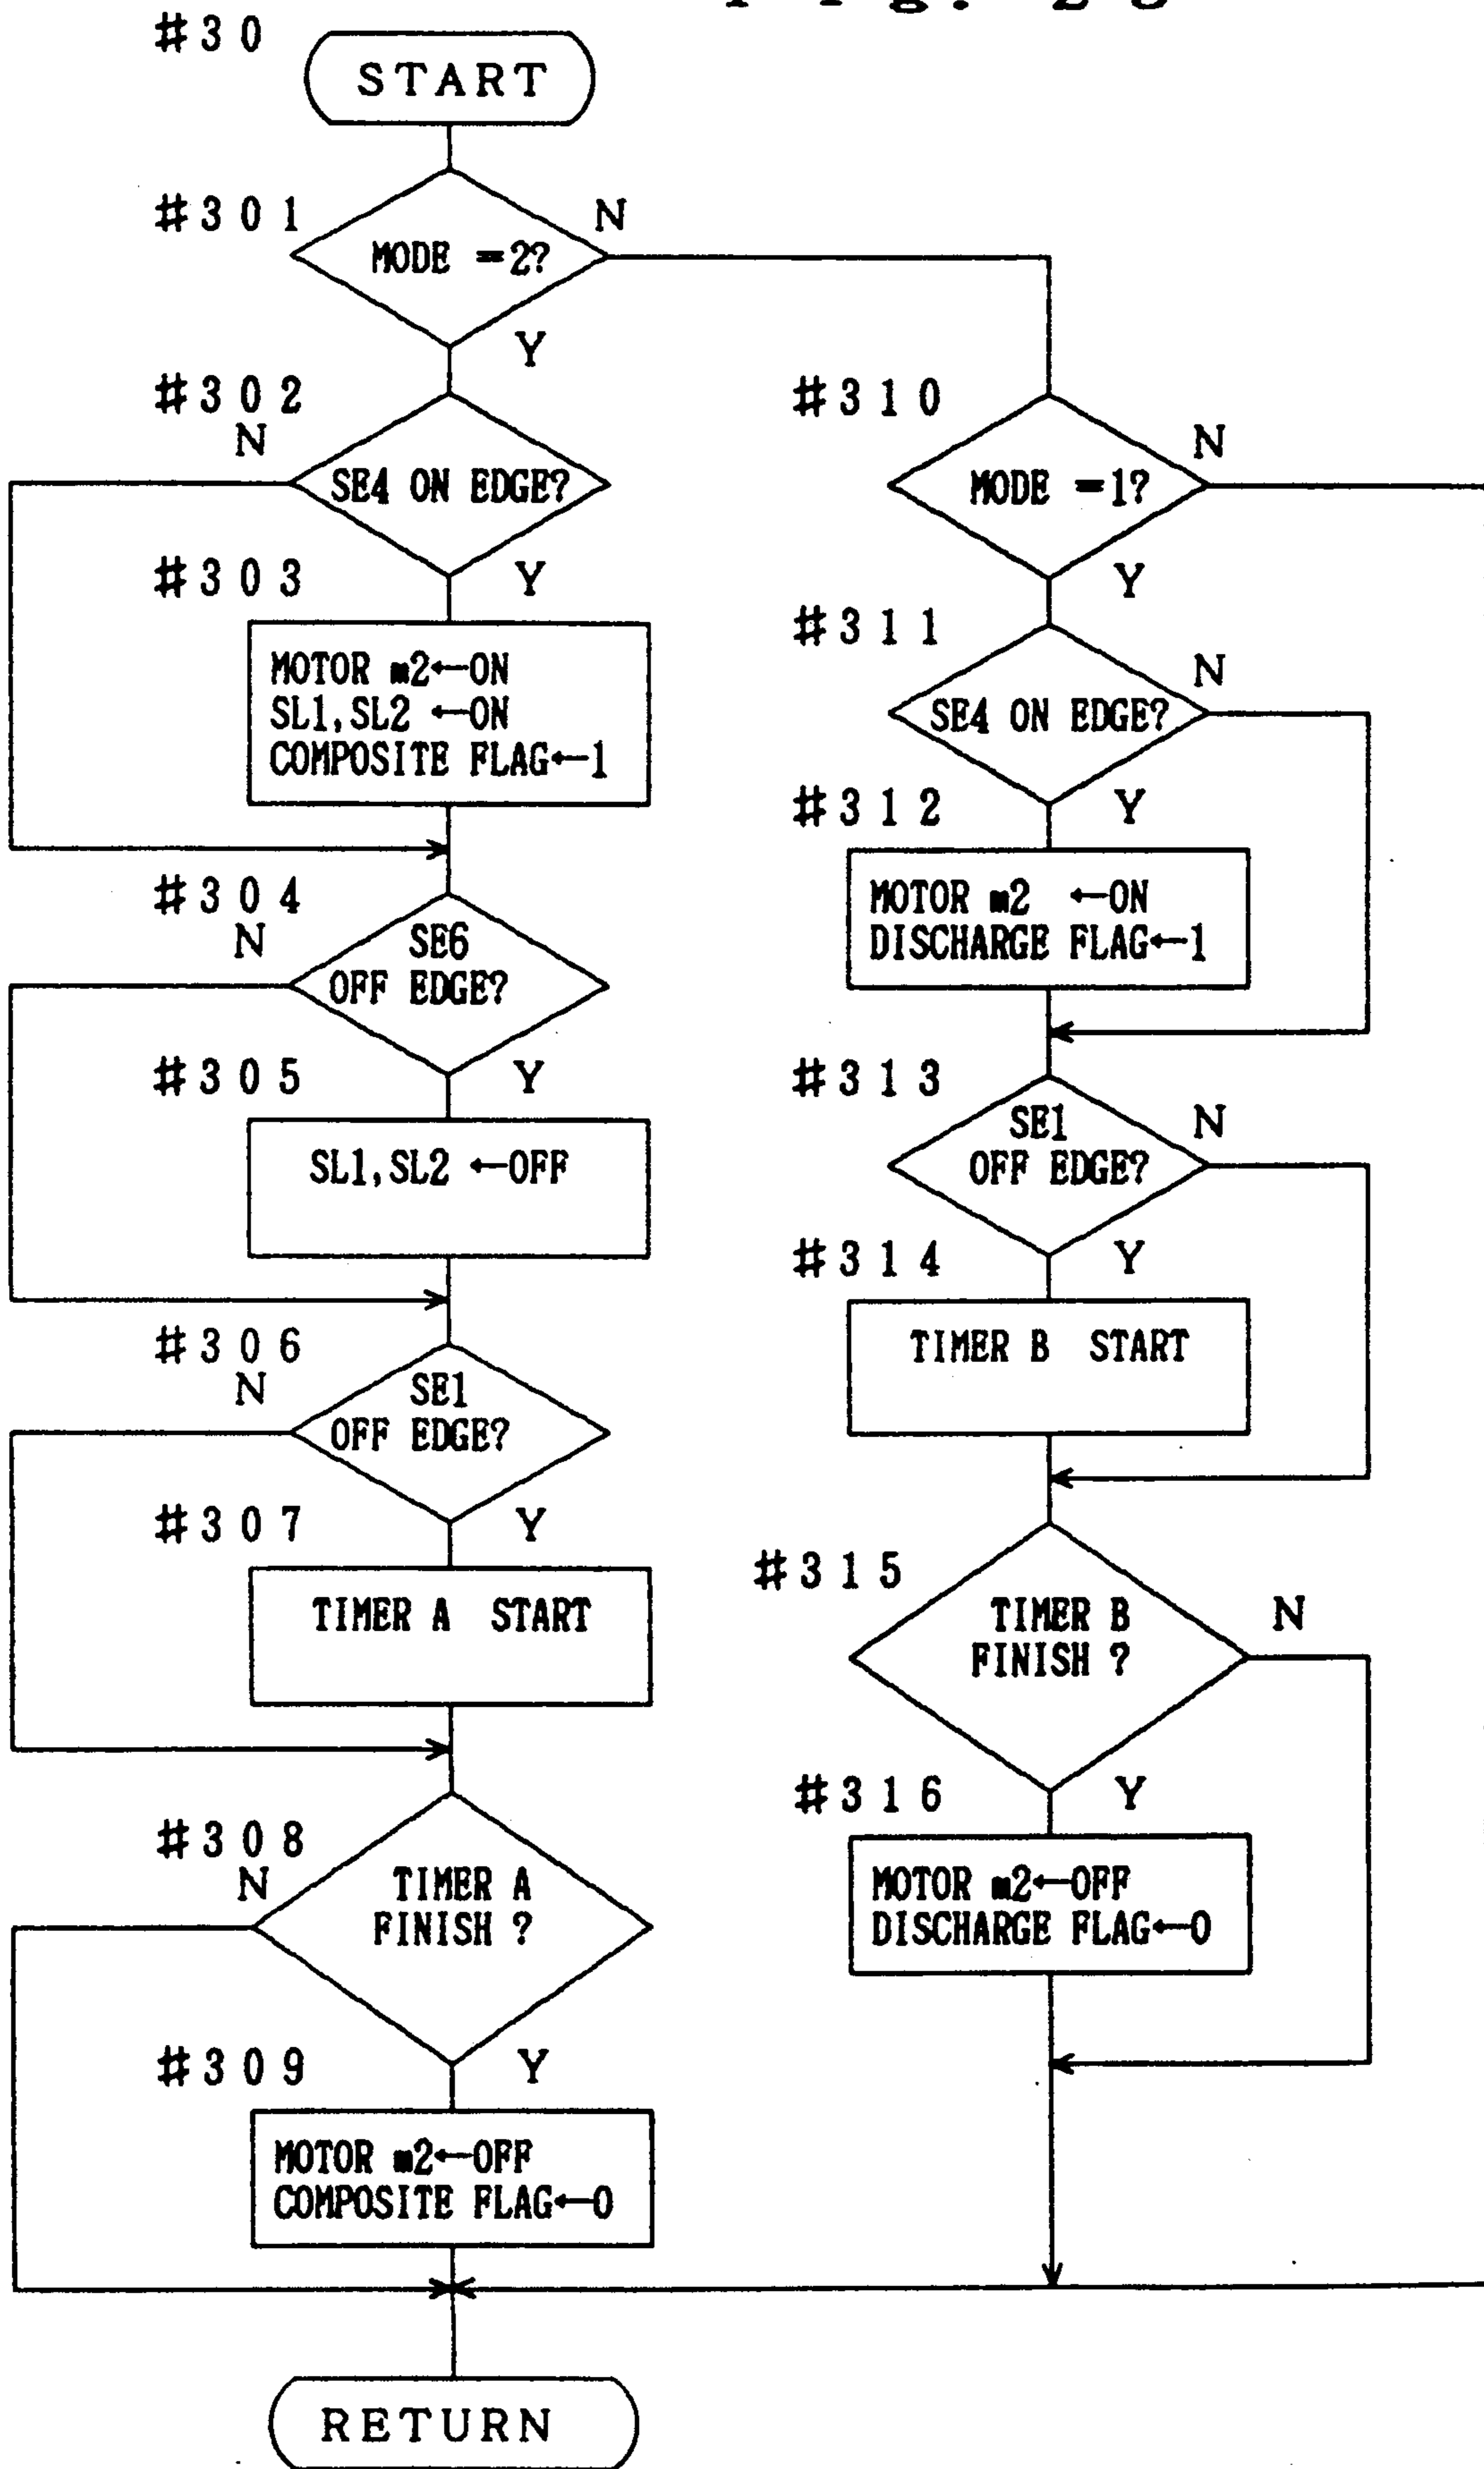 #30
START
#301
N
MODE =2?
Y
#302
N
SE4 ON EDGE?
#303
Y
MOTOR m2←ON
SL1,SL2 ←ON
COMPOSITE FLAG←1
#304
N
SE6
OFF EDGE?
#305
Y
SL1,SL2 ←OFF
#306
N
SE1
OFF EDGE?
#307
Y
TIMER A START
#308
N
TIMER A
FINISH ?
#309
Y
MOTOR m2←OFF
COMPOSITE FLAG←0
#310
N
MODE =1?
Y
#311
N
SE4 ON EDGE?
#312
Y
MOTOR m2 ←ON
DISCHARGE FLAG←1
#313
N
SE1
OFF EDGE?
#314
Y
TIMER B START
#315
N
TIMER B
FINISH ?
#316
Y
MOTOR m2←OFF
DISCHARGE FLAG←0
RETURN